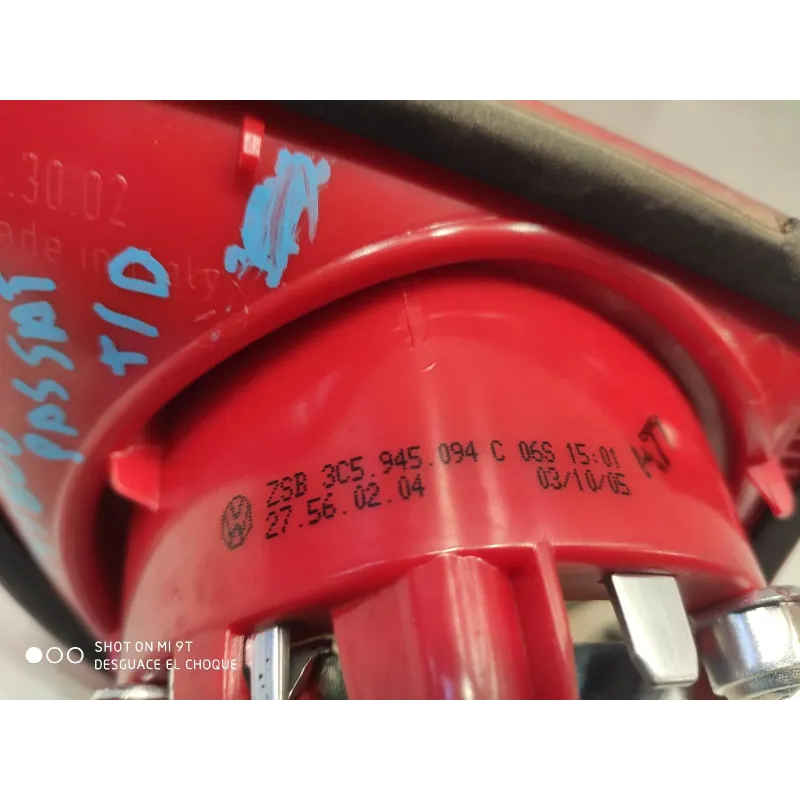 .30.02
ade in Italy
PASSAT
T/D
ZSB 3C5.945.094 C 06S 15:01
27.56.02.04 03/10/05
SHOT ON MI 9T
DESGUACE EL CHOQUE